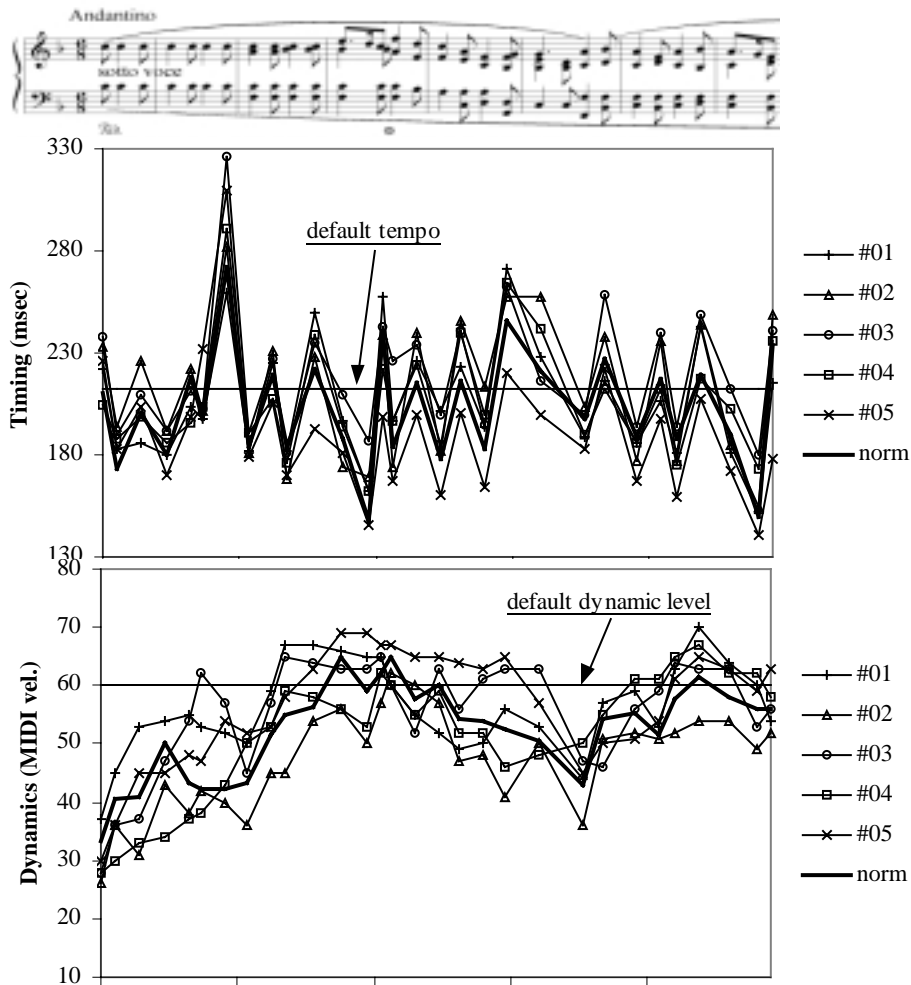 Andantino
sotto voce
330
280
230
180
130
Timing (msec)
default tempo
#01
#02
#03
#04
#05
norm
80
70
60
50
40
30
20
10
Dynamics (MIDI vel.)
default dynamic level
#01
#02
#03
#04
#05
norm